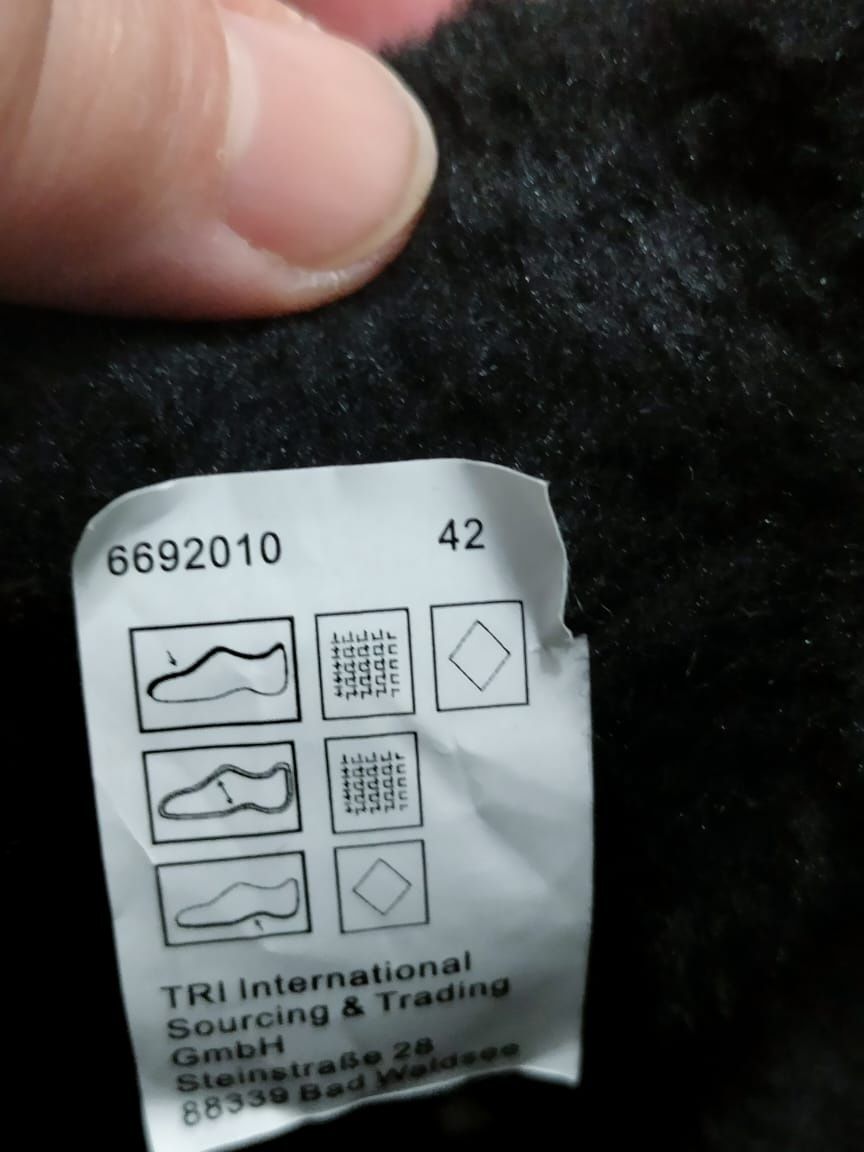 6692010 42
TRI International
Sourcing & Trading
GmbH
Steinstraße 28
88339 Bad Waldsee